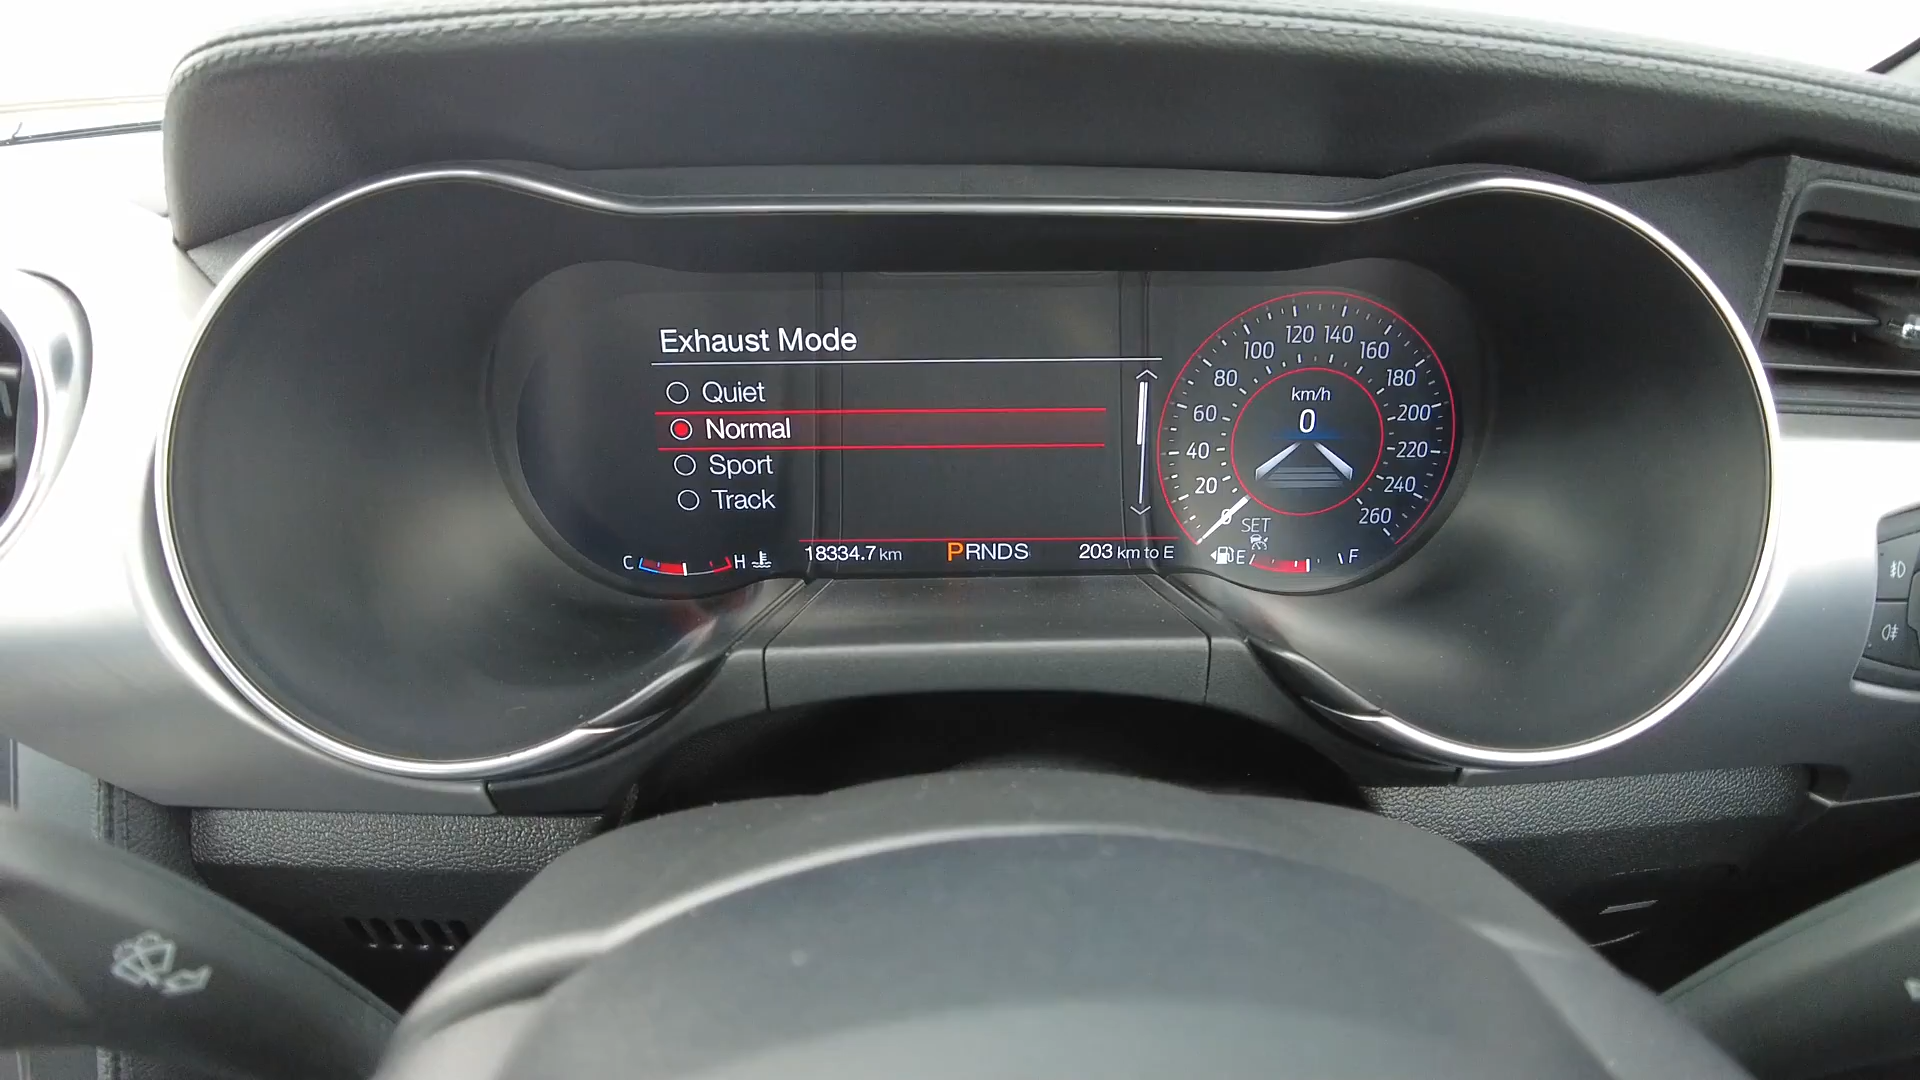 Exhaust Mode
Quiet
Normal
Sport
Track
C
H
18334.7 km
PRNDS
203 km to E
km/h
0
0
20
40
60
80
100
120
140
160
180
200
220
240
260
SET
E
F